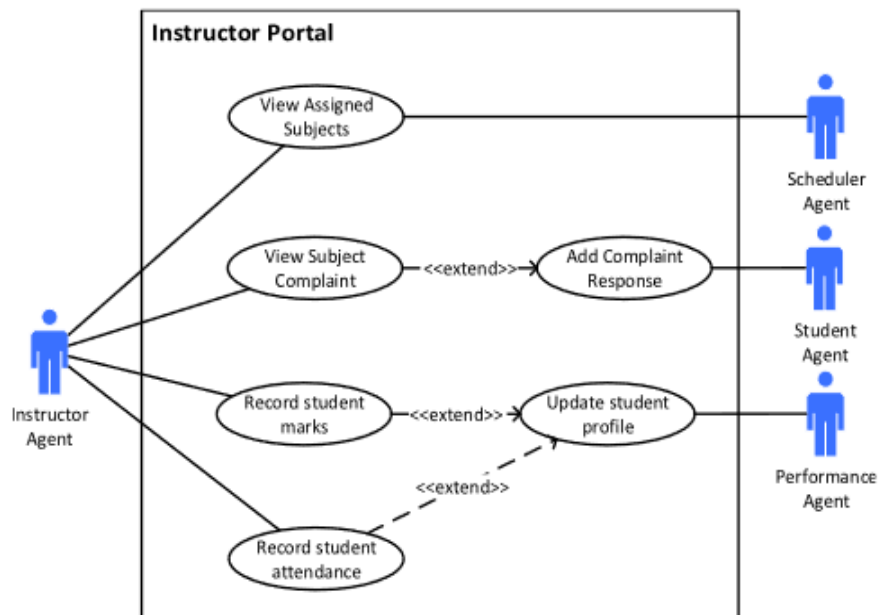 Instructor Portal
View Assigned
Subjects
Scheduler
Agent
View Subject
Complaint
<<extend>>
Add Complaint
Response
Student
Agent
Instructor
Agent
Record student
marks
<<extend>>
Update student
profile
Performance
Agent
<<extend>>
Record student
attendance